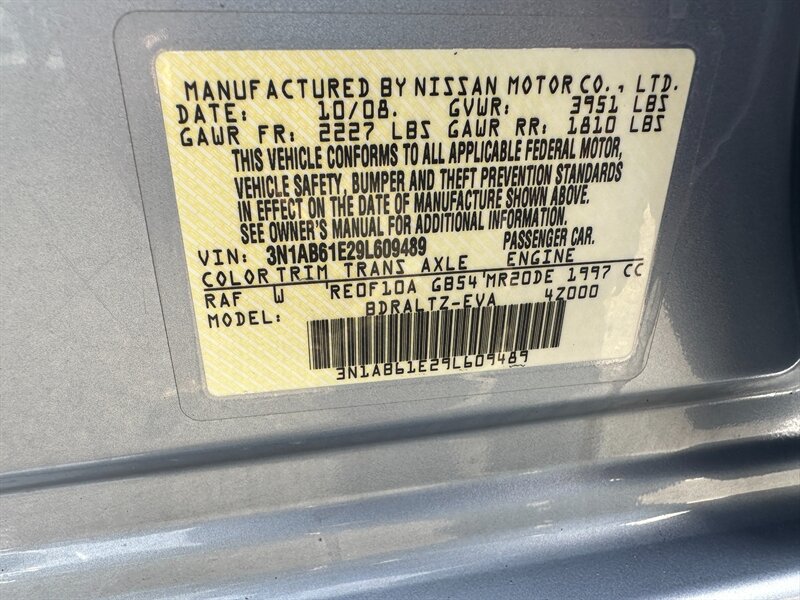 MANUFACTURED BY NISSAN MOTOR CO., LTD.
DATE: 10/08. GVWR: 3951 LBS
GAWR FR: 2227 LBS GAWR RR: 1810 LBS
THIS VEHICLE CONFORMS TO ALL APPLICABLE FEDERAL MOTOR,
VEHICLE SAFETY, BUMPER AND THEFT PREVENTION STANDARDS
IN EFFECT ON THE DATE OF MANUFACTURE SHOWN ABOVE.
SEE OWNER'S MANUAL FOR ADDITIONAL INFORMATION.
VIN: 3N1AB61E29L609489 PASSENGER CAR.
COLOR TRIM TRANS AXLE ENGINE
RAF W RE0F10A GB54 MR20DE 1997 CC
MODEL: BDRALTZ-EVA 4Z000
3N1AB61E29L609489